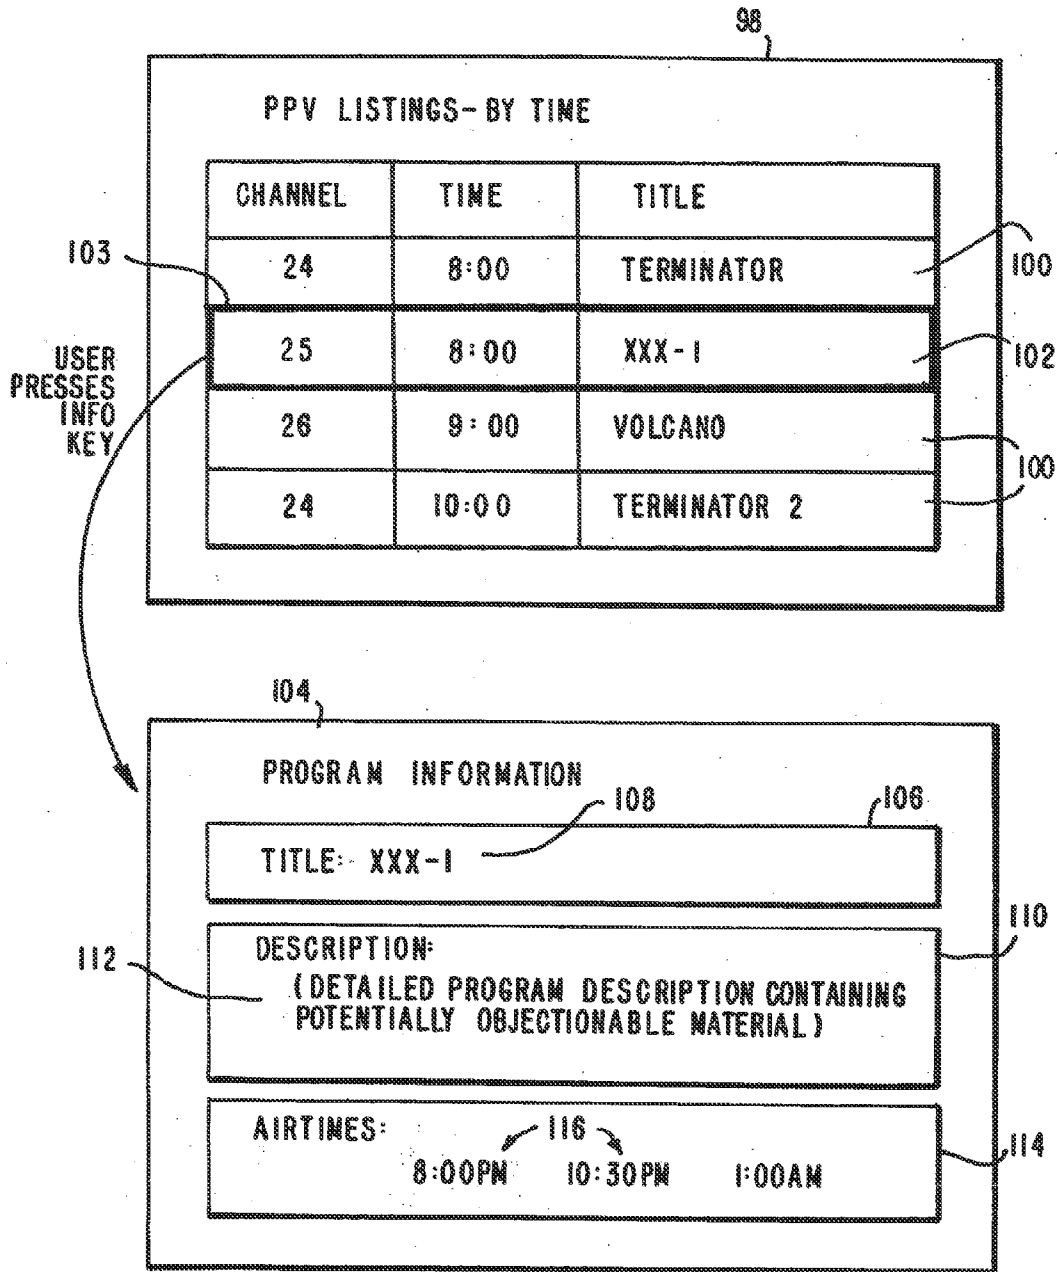 98
PPV LISTINGS-BY TIME
CHANNEL TIME TITLE
103
24 8:00 TERMINATOR
100
25 8:00 XXX-1
102
USER
PRESSES
INFO
KEY
26 9:00 VOLCANO
100
24 10:00 TERMINATOR 2
104
PROGRAM INFORMATION
108
106
TITLE: XXX-1
110
DESCRIPTION:
112
(DETAILED PROGRAM DESCRIPTION CONTAINING
POTENTIALLY OBJECTIONABLE MATERIAL)
AIRTIMES:
116
114
8:00PM 10:30PM 1:00AM